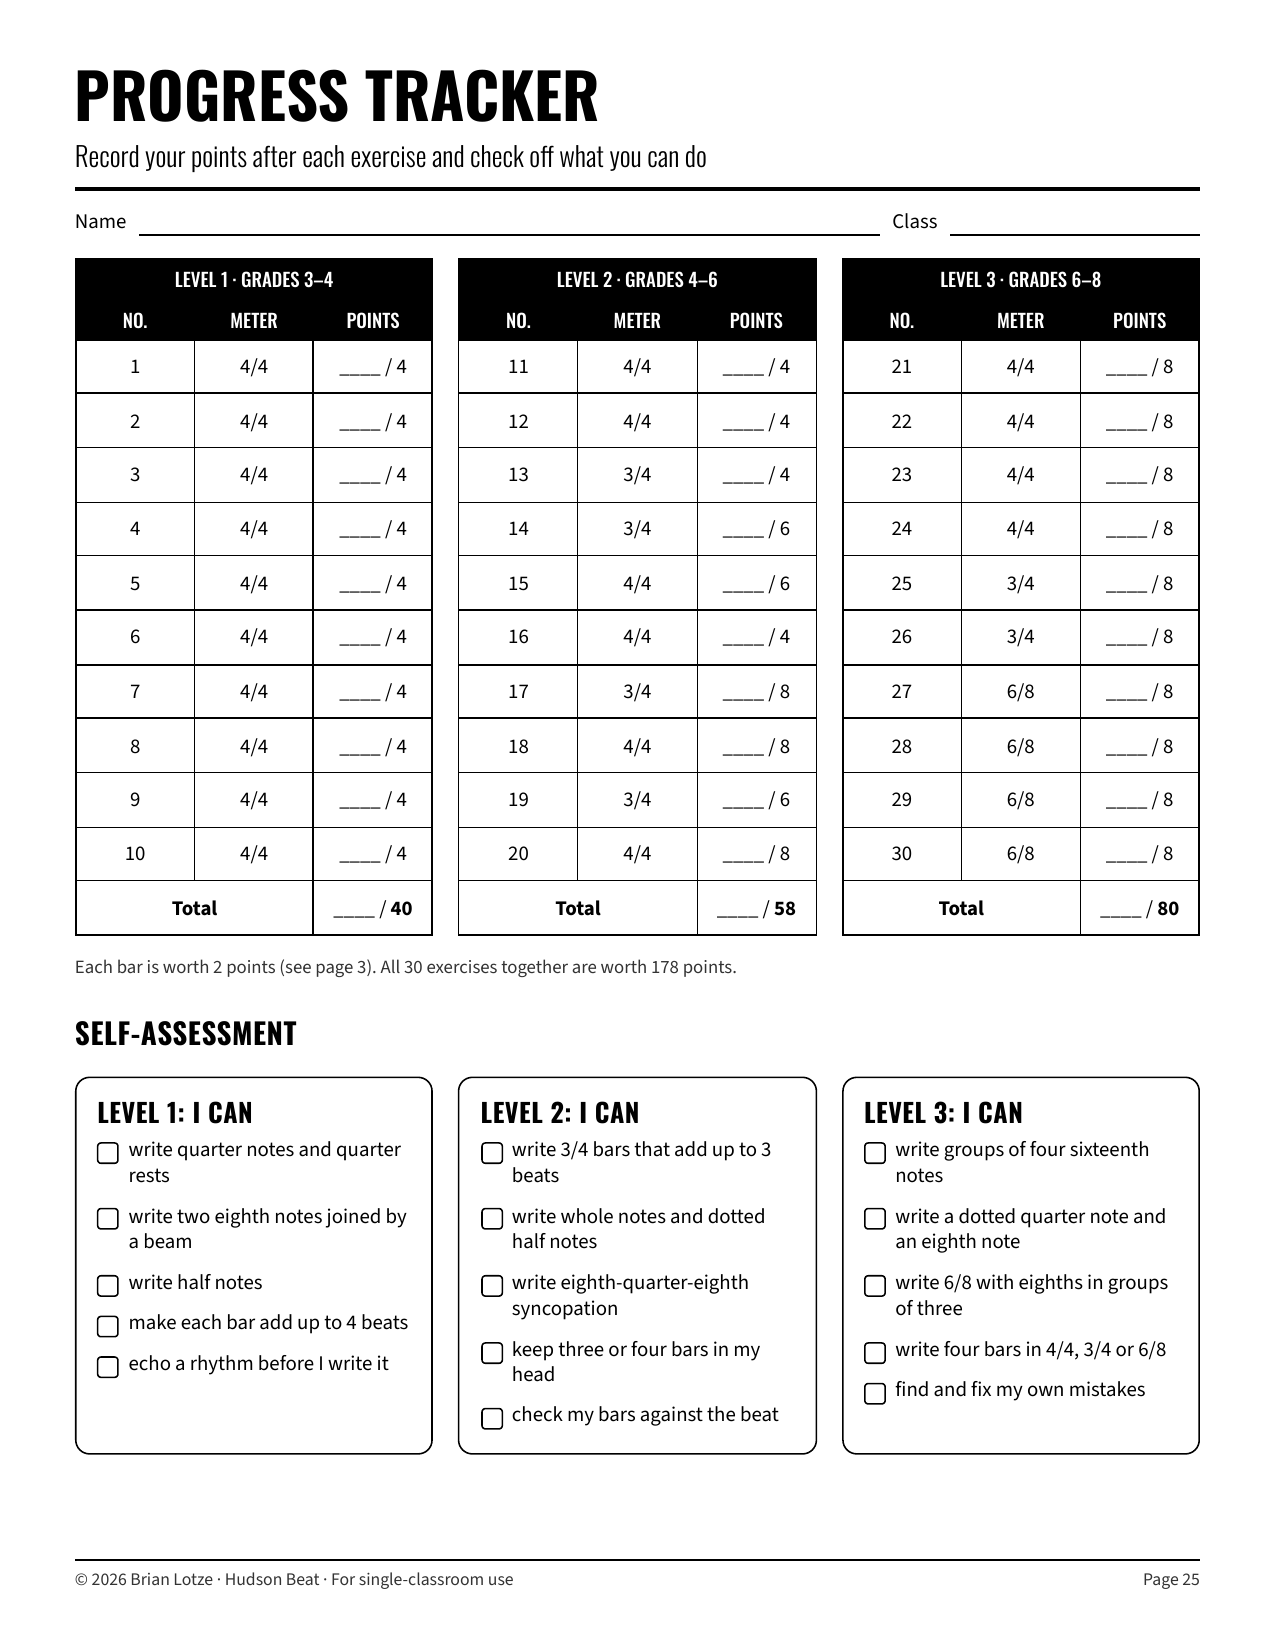 PROGRESS TRACKER
Record your points after each exercise and check off what you can do
Name Class
LEVEL 1 · GRADES 3–4
NO. METER POINTS
1 4/4 ____ / 4
2 4/4 ____ / 4
3 4/4 ____ / 4
4 4/4 ____ / 4
5 4/4 ____ / 4
6 4/4 ____ / 4
7 4/4 ____ / 4
8 4/4 ____ / 4
9 4/4 ____ / 4
10 4/4 ____ / 4
Total ____ / 40
LEVEL 2 · GRADES 4–6
NO. METER POINTS
11 4/4 ____ / 4
12 4/4 ____ / 4
13 3/4 ____ / 4
14 3/4 ____ / 6
15 4/4 ____ / 6
16 4/4 ____ / 4
17 3/4 ____ / 8
18 4/4 ____ / 8
19 3/4 ____ / 6
20 4/4 ____ / 8
Total ____ / 58
LEVEL 3 · GRADES 6–8
NO. METER POINTS
21 4/4 ____ / 8
22 4/4 ____ / 8
23 4/4 ____ / 8
24 4/4 ____ / 8
25 3/4 ____ / 8
26 3/4 ____ / 8
27 6/8 ____ / 8
28 6/8 ____ / 8
29 6/8 ____ / 8
30 6/8 ____ / 8
Total ____ / 80
Each bar is worth 2 points (see page 3). All 30 exercises together are worth 178 points.
SELF-ASSESSMENT
LEVEL 1: I CAN
write quarter notes and quarter
rests
write two eighth notes joined by
a beam
write half notes
make each bar add up to 4 beats
echo a rhythm before I write it
LEVEL 2: I CAN
write 3/4 bars that add up to 3
beats
write whole notes and dotted
half notes
write eighth-quarter-eighth
syncopation
keep three or four bars in my
head
check my bars against the beat
LEVEL 3: I CAN
write groups of four sixteenth
notes
write a dotted quarter note and
an eighth note
write 6/8 with eighths in groups
of three
write four bars in 4/4, 3/4 or 6/8
find and fix my own mistakes
© 2026 Brian Lotze · Hudson Beat · For single-classroom use
Page 25